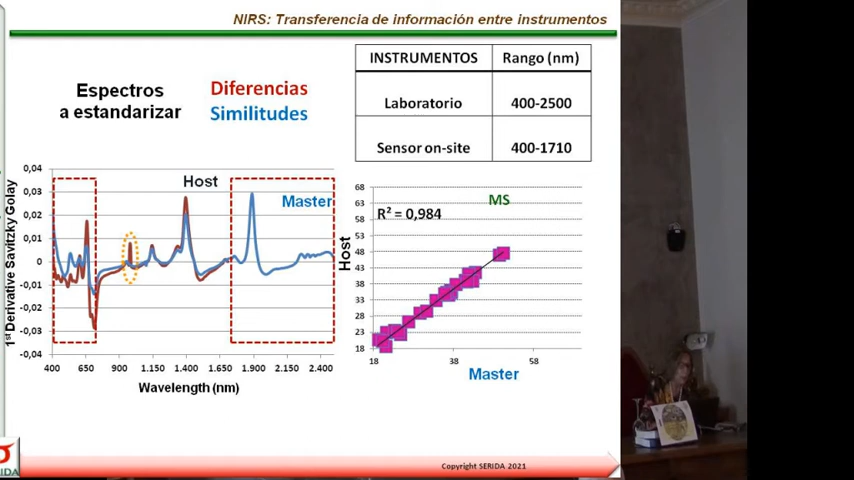 NIRS: Transferencia de información entre instrumentos
Espectros
a estandarizar
Diferencias
Similitudes
INSTRUMENTOS Rango (nm)
Laboratorio 400-2500
Sensor on-site 400-1710
1st Derivative Savitzky Golay
0,04
0,03
0,02
0,01
0
-0,01
-0,02
-0,03
-0,04
Host
Master
400 650 900 1.150 1.400 1.650 1.900 2.150 2.400
Wavelength (nm)
Host
68
63
58
53
48
43
38
33
28
23
18
MS
R² = 0,984
18 38 58
Master
SERIDA
Copyright SERIDA 2021